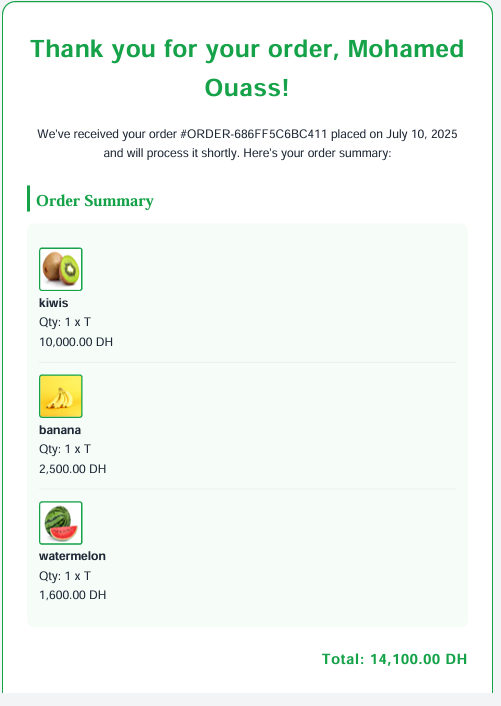 Thank you for your order, Mohamed
Ouass!
We've received your order #ORDER-686FF5C6BC411 placed on July 10, 2025
and will process it shortly. Here's your order summary:
Order Summary
kiwis
Qty: 1 x T
10,000.00 DH
banana
Qty: 1 x T
2,500.00 DH
watermelon
Qty: 1 x T
1,600.00 DH
Total: 14,100.00 DH